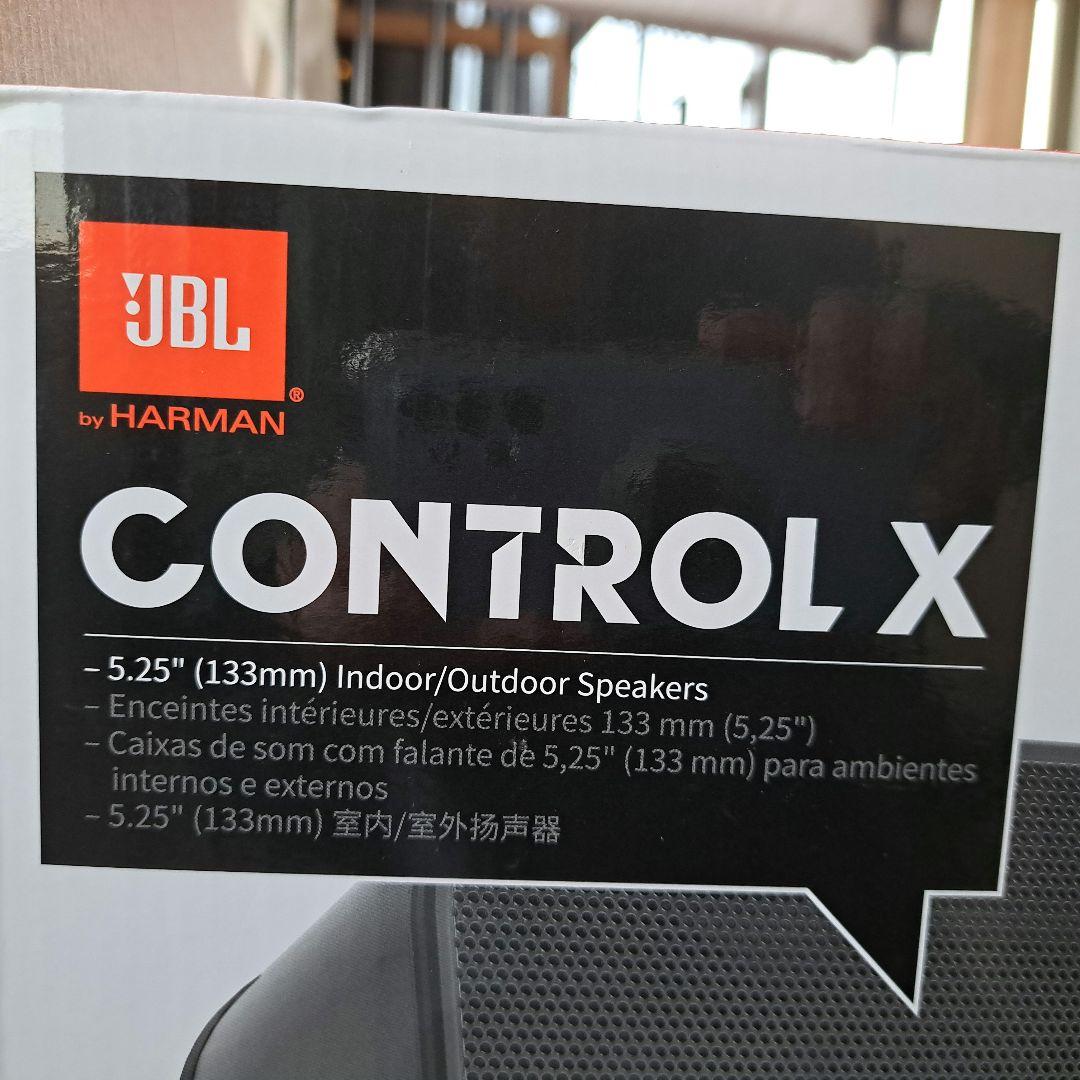 JBL
®
by HARMAN
CONTROL X
– 5.25" (133mm) Indoor/Outdoor Speakers
– Enceintes intérieures/extérieures 133 mm (5,25")
– Caixas de som com falante de 5,25" (133 mm) para ambientes
internos e externos
– 5.25" (133mm) 室内/室外扬声器